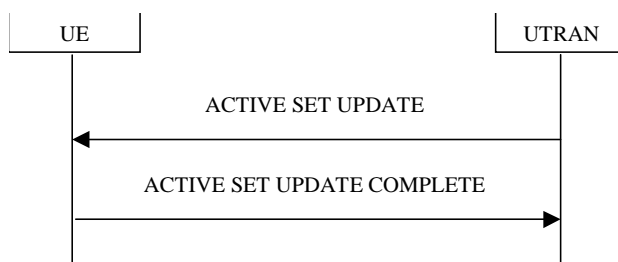 UE
UTRAN
ACTIVE SET UPDATE
ACTIVE SET UPDATE COMPLETE